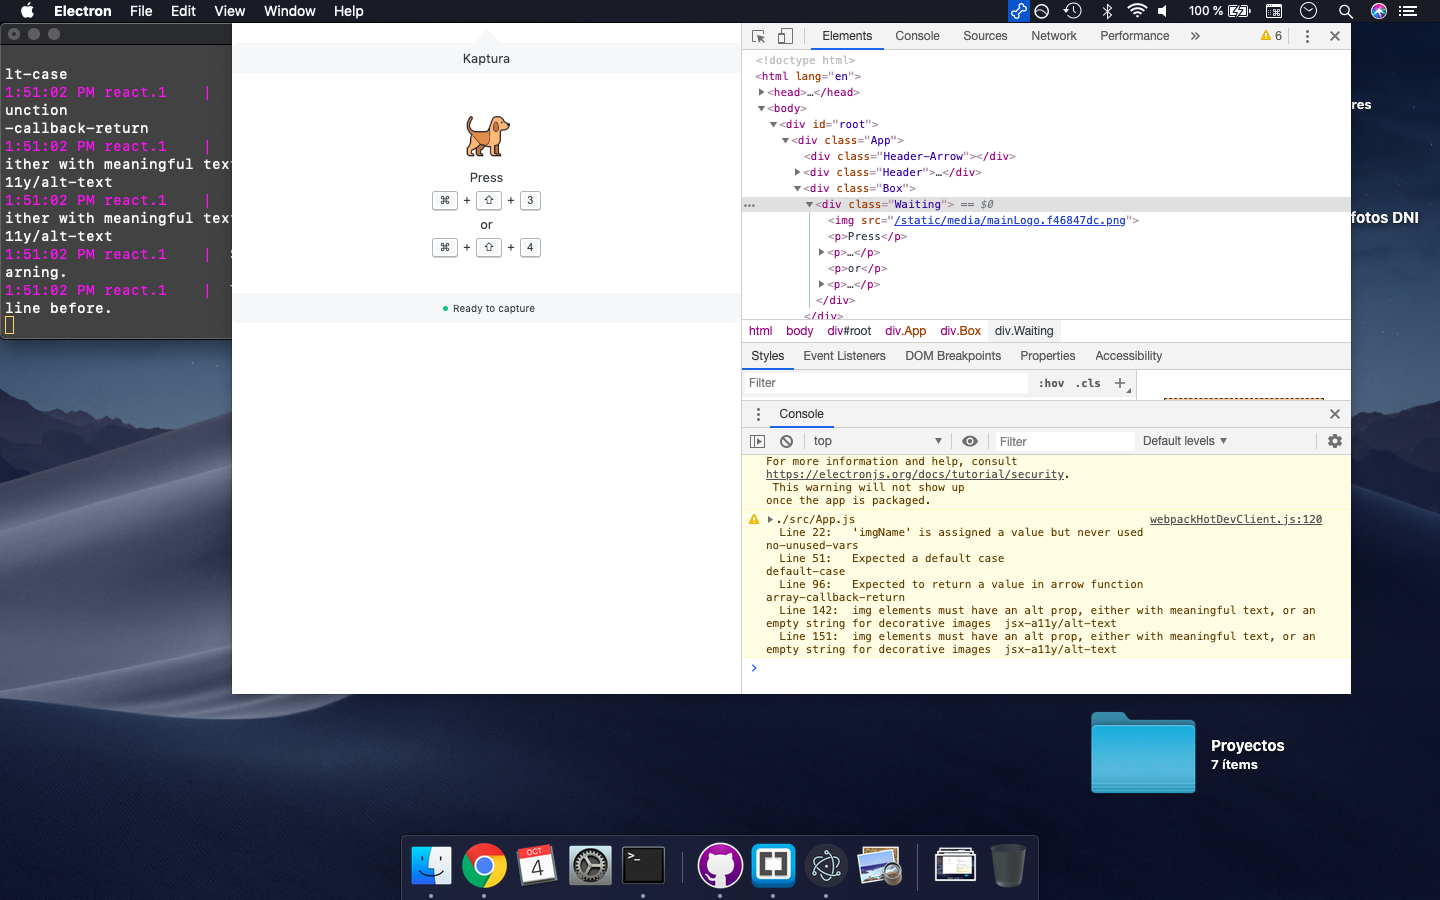 Electron File Edit View Window Help
100 %
lt-case
1:51:02 PM react.1 |
unction
-callback-return
1:51:02 PM react.1 |
ither with meaningful tex
11y/alt-text
1:51:02 PM react.1 |
ither with meaningful tex
11y/alt-text
1:51:02 PM react.1 |
arning.
1:51:02 PM react.1 |
line before.
Kaptura
Press
⌘ + ⇧ + 3
or
⌘ + ⇧ + 4
Ready to capture
Elements Console Sources Network Performance » 6
<!doctype html>
<html lang="en">
<head>…</head>
<body>
<div id="root">
<div class="App">
<div class="Header-Arrow"></div>
<div class="Header">…</div>
<div class="Box">
<div class="Waiting"> == $0
<img src="/static/media/mainLogo.f46847dc.png">
<p>Press</p>
<p>…</p>
<p>or</p>
<p>…</p>
</div>
</div>
html body div#root div.App div.Box div.Waiting
Styles Event Listeners DOM Breakpoints Properties Accessibility
Filter :hov .cls +
Console
top Filter Default levels
For more information and help, consult
https://electronjs.org/docs/tutorial/security.
This warning will not show up
once the app is packaged.
./src/App.js webpackHotDevClient.js:120
Line 22: 'imgName' is assigned a value but never used
no-unused-vars
Line 51: Expected a default case
default-case
Line 96: Expected to return a value in arrow function
array-callback-return
Line 142: img elements must have an alt prop, either with meaningful text, or an
empty string for decorative images jsx-a11y/alt-text
Line 151: img elements must have an alt prop, either with meaningful text, or an
empty string for decorative images jsx-a11y/alt-text
>
res
fotos DNI
Proyectos
7 ítems
OCT
4
>_